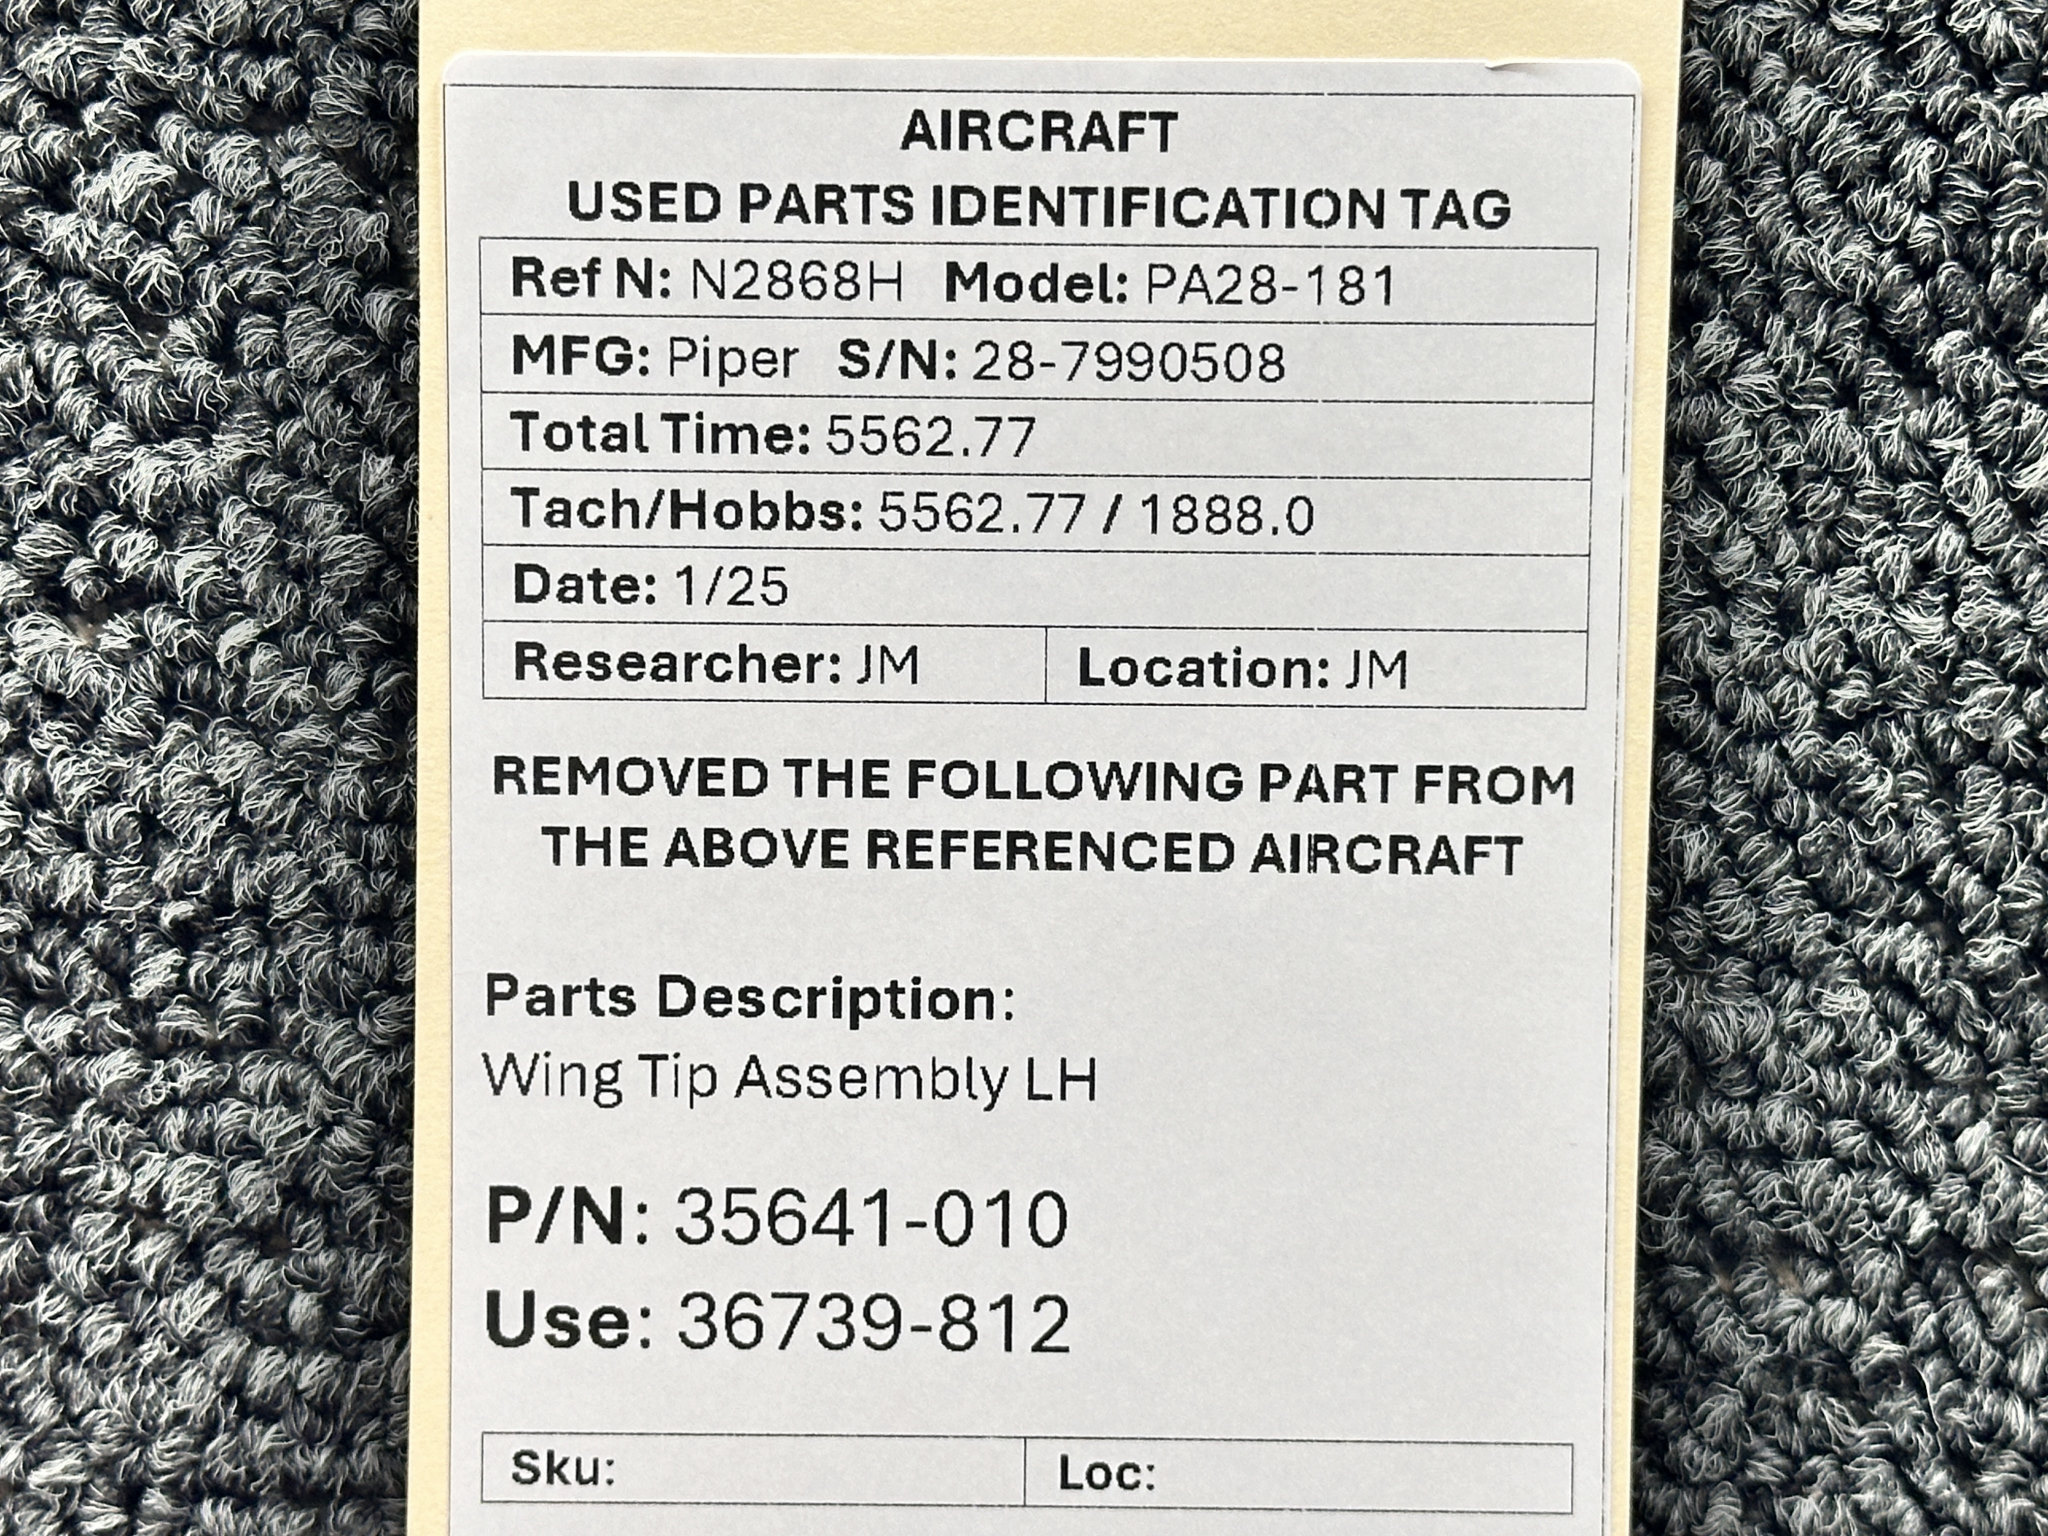 AIRCRAFT
USED PARTS IDENTIFICATION TAG
Ref N: N2868H Model: PA28-181
MFG: Piper S/N: 28-7990508
Total Time: 5562.77
Tach/Hobbs: 5562.77 / 1888.0
Date: 1/25
Researcher: JM Location: JM
REMOVED THE FOLLOWING PART FROM
THE ABOVE REFERENCED AIRCRAFT
Parts Description:
Wing Tip Assembly LH
P/N: 35641-010
Use: 36739-812
Sku: Loc: